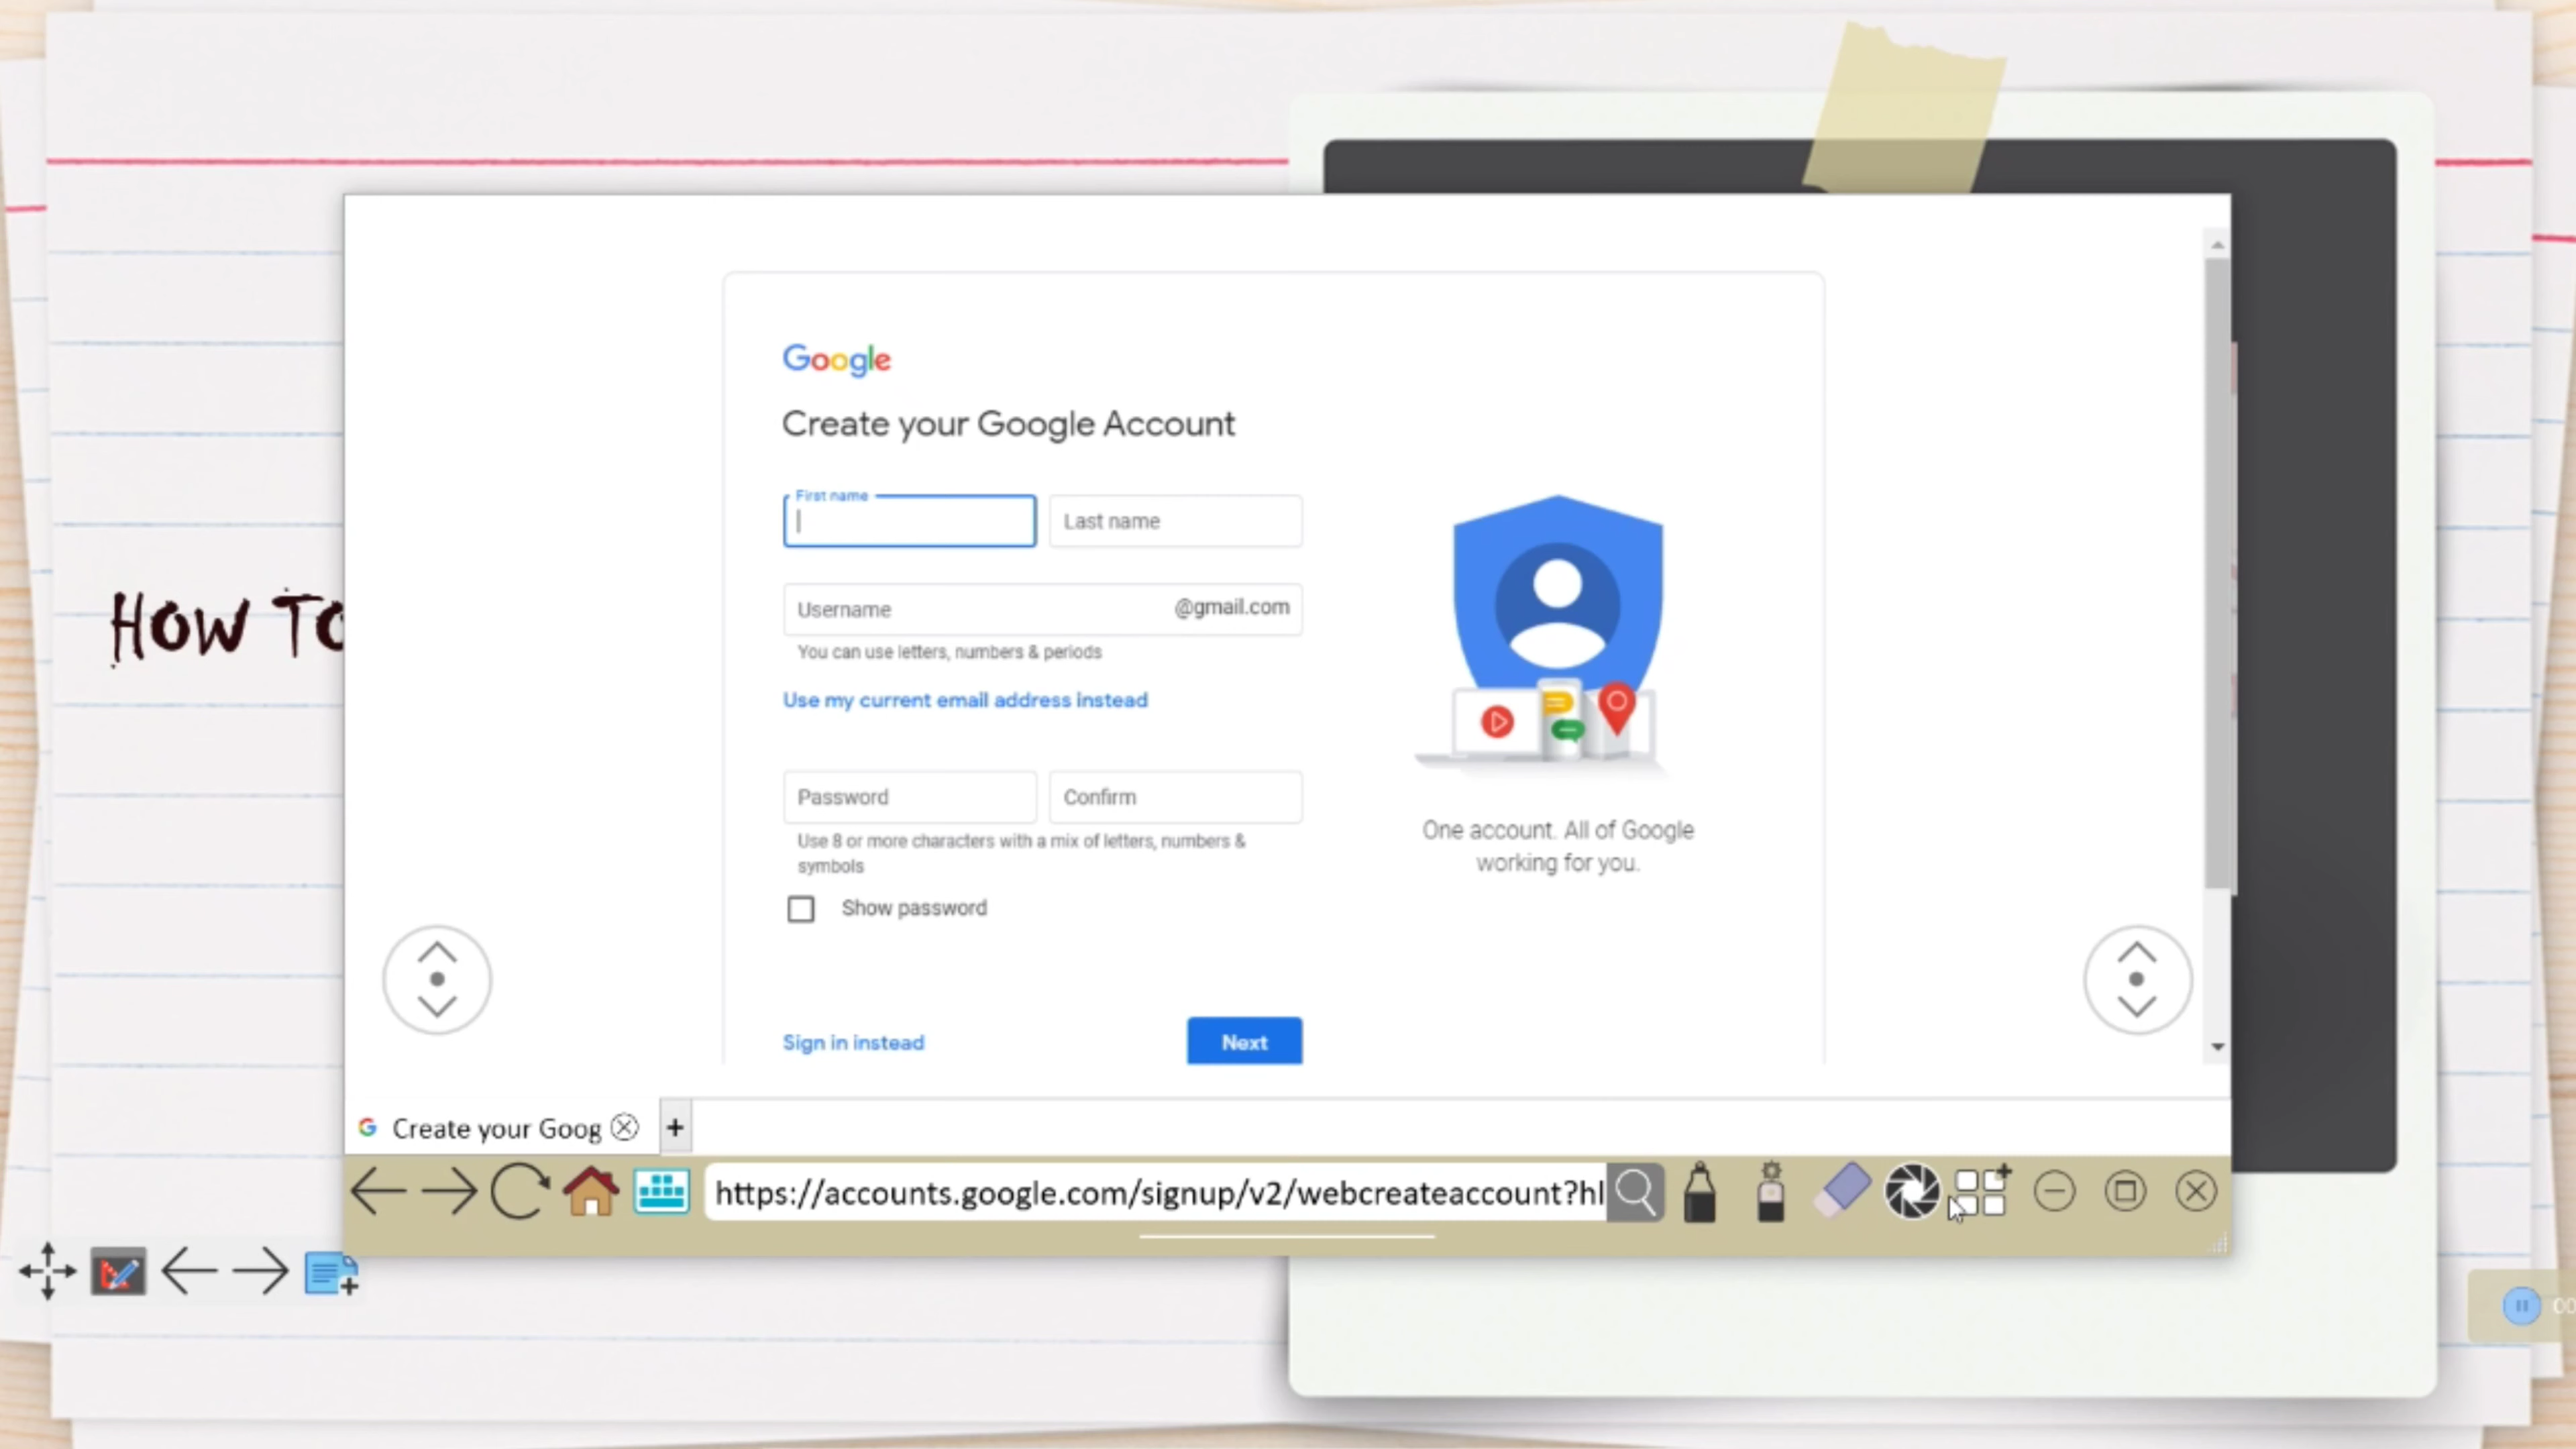 Google
Create your Google Account
First name
Last name
Username
@gmail.com
You can use letters, numbers & periods
Use my current email address instead
Password
Confirm
Use 8 or more characters with a mix of letters, numbers &
symbols
Show password
One account. All of Google
working for you.
Sign in instead
Next
HOW TO
Create your Goog
https://accounts.google.com/signup/v2/webcreateaccount?hl
00